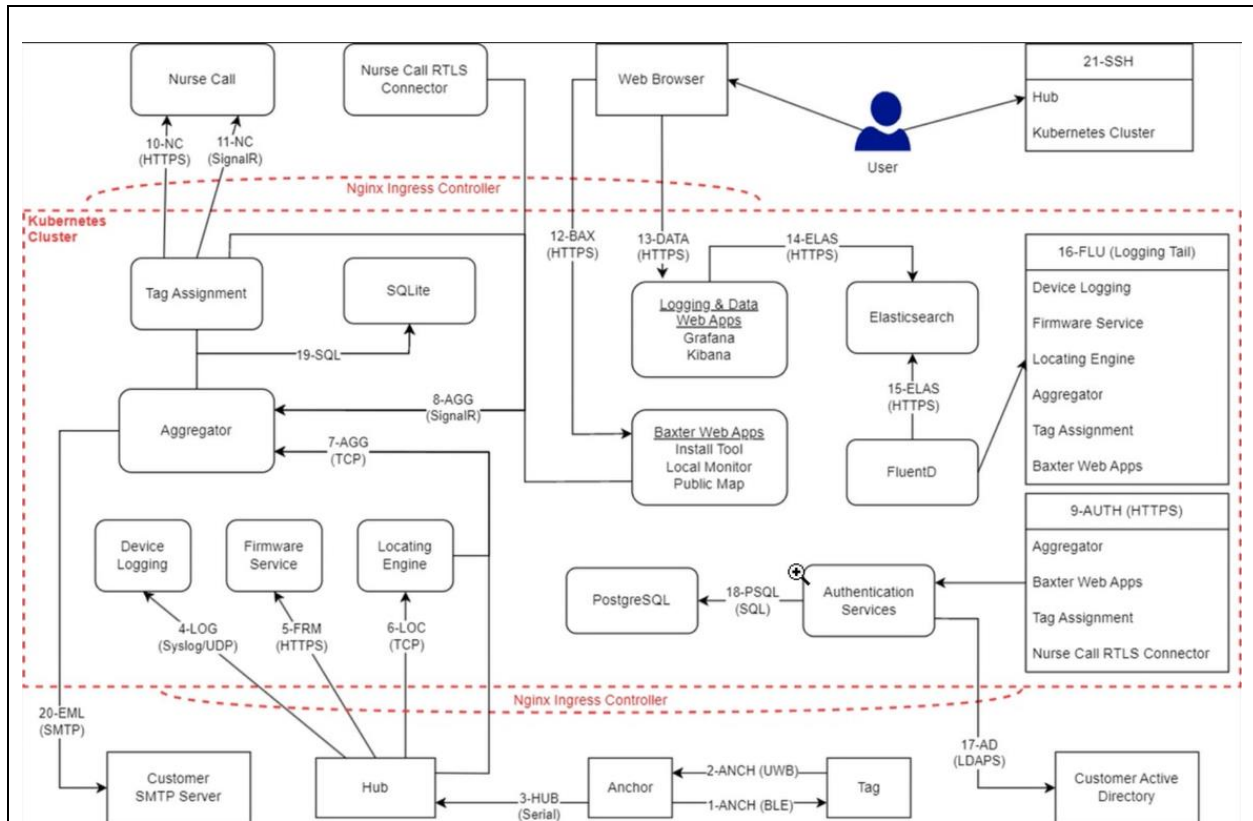 Nurse Call
Nurse Call RTLS
Connector
Web Browser
User
21-SSH
Hub
Kubernetes Cluster
10-NC
(HTTPS)
11-NC
(SignalR)
Nginx Ingress Controller
Kubernetes
Cluster
12-BAX
(HTTPS)
13-DATA
(HTTPS)
14-ELAS
(HTTPS)
Tag Assignment
SQLite
Logging & Data
Web Apps
Grafana
Kibana
Elasticsearch
16-FLU (Logging Tail)
Device Logging
Firmware Service
Locating Engine
Aggregator
Tag Assignment
Baxter Web Apps
19-SQL
15-ELAS
(HTTPS)
Aggregator
8-AGG
(SignalR)
7-AGG
(TCP)
Baxter Web Apps
Install Tool
Local Monitor
Public Map
FluentD
9-AUTH (HTTPS)
Aggregator
Baxter Web Apps
Tag Assignment
Nurse Call RTLS Connector
Device
Logging
Firmware
Service
Locating
Engine
PostgreSQL
18-PSQL
(SQL)
Authentication
Services
4-LOG
(Syslog/UDP)
5-FRM
(HTTPS)
6-LOC
(TCP)
Nginx Ingress Controller
20-EML
(SMTP)
17-AD
(LDAPS)
Customer
SMTP Server
Hub
3-HUB
(Serial)
Anchor
2-ANCH (UWB)
1-ANCH (BLE)
Tag
Customer Active
Directory